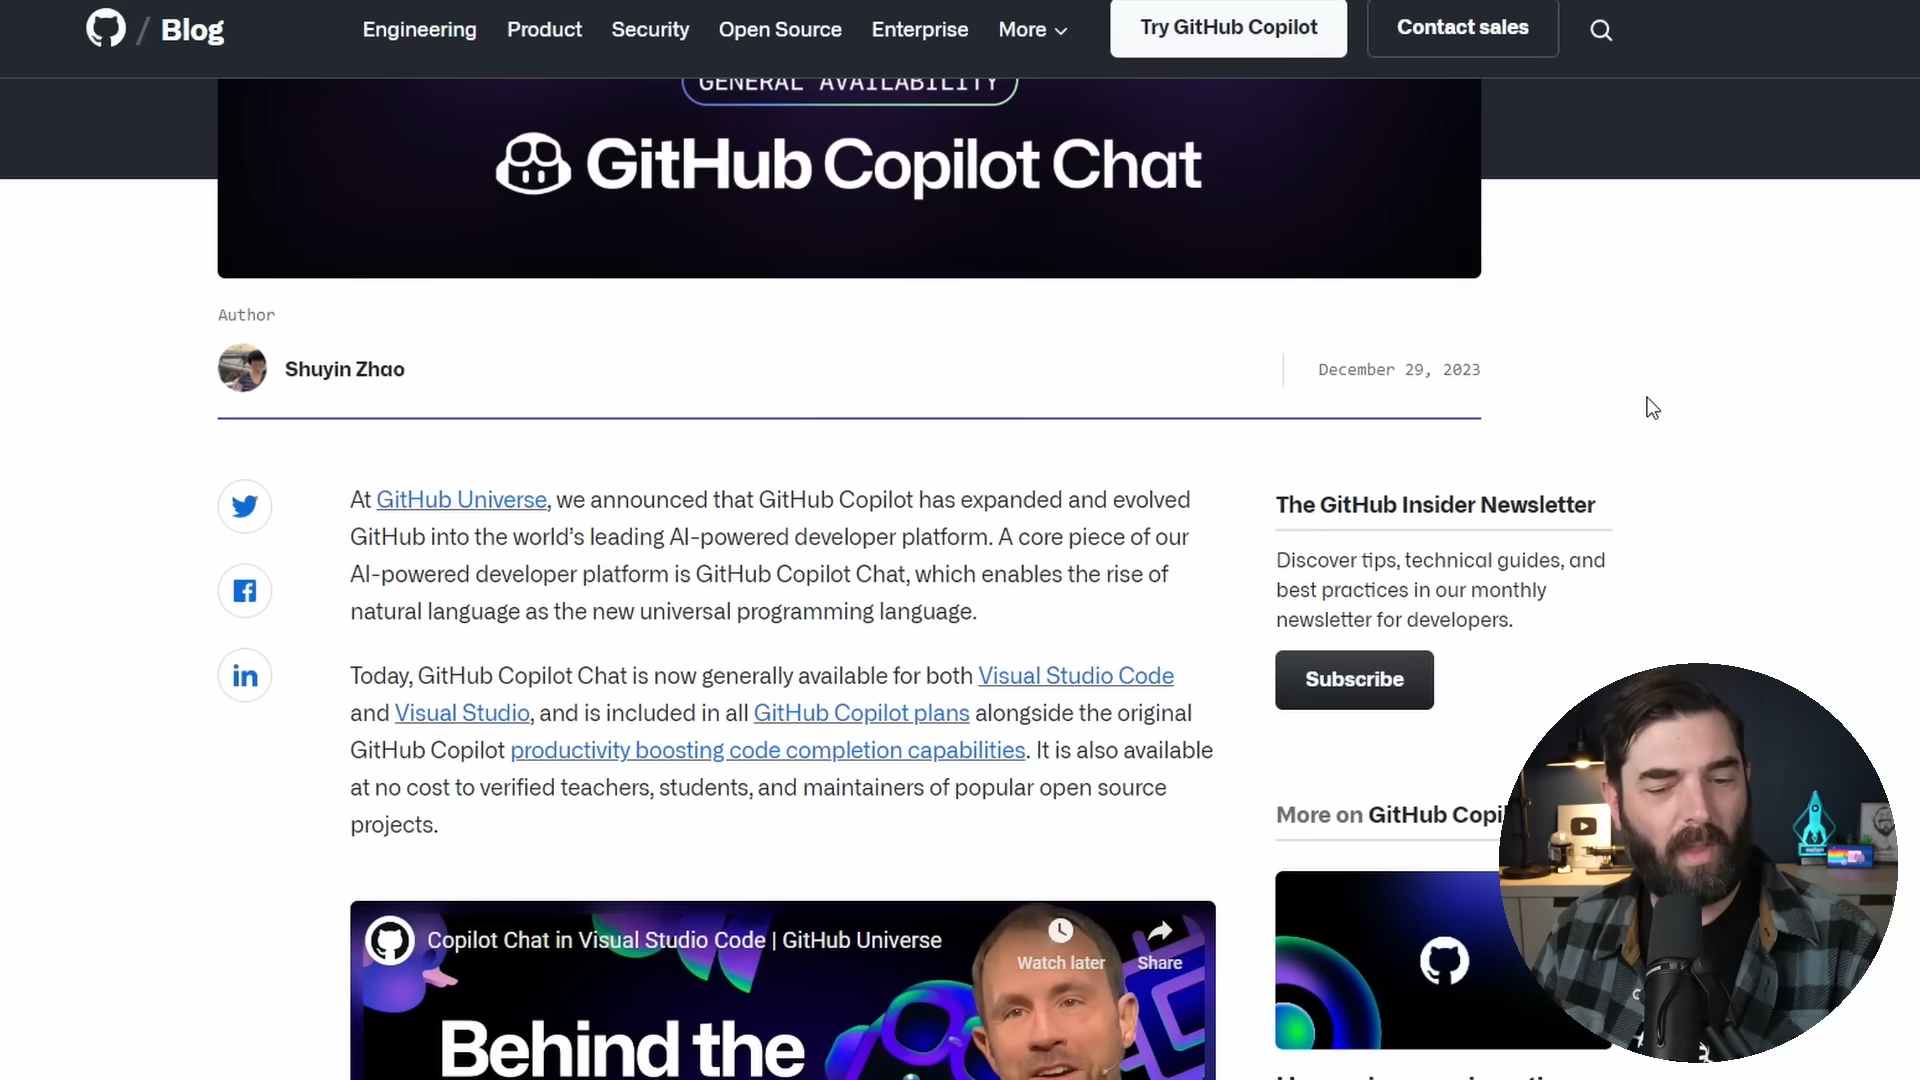 / Blog
Engineering
Product
Security
Open Source
Enterprise
More
Try GitHub Copilot
Contact sales
GENERAL AVAILABILITY
GitHub Copilot Chat
Author
Shuyin Zhao
December 29, 2023
At GitHub Universe, we announced that GitHub Copilot has expanded and evolved
GitHub into the world’s leading AI-powered developer platform. A core piece of our
AI-powered developer platform is GitHub Copilot Chat, which enables the rise of
natural language as the new universal programming language.
Today, GitHub Copilot Chat is now generally available for both Visual Studio Code
and Visual Studio, and is included in all GitHub Copilot plans alongside the original
GitHub Copilot productivity boosting code completion capabilities. It is also available
at no cost to verified teachers, students, and maintainers of popular open source
projects.
Copilot Chat in Visual Studio Code | GitHub Universe
Watch later
Share
Behind the
The GitHub Insider Newsletter
Discover tips, technical guides, and
best practices in our monthly
newsletter for developers.
Subscribe
More on GitHub Copi